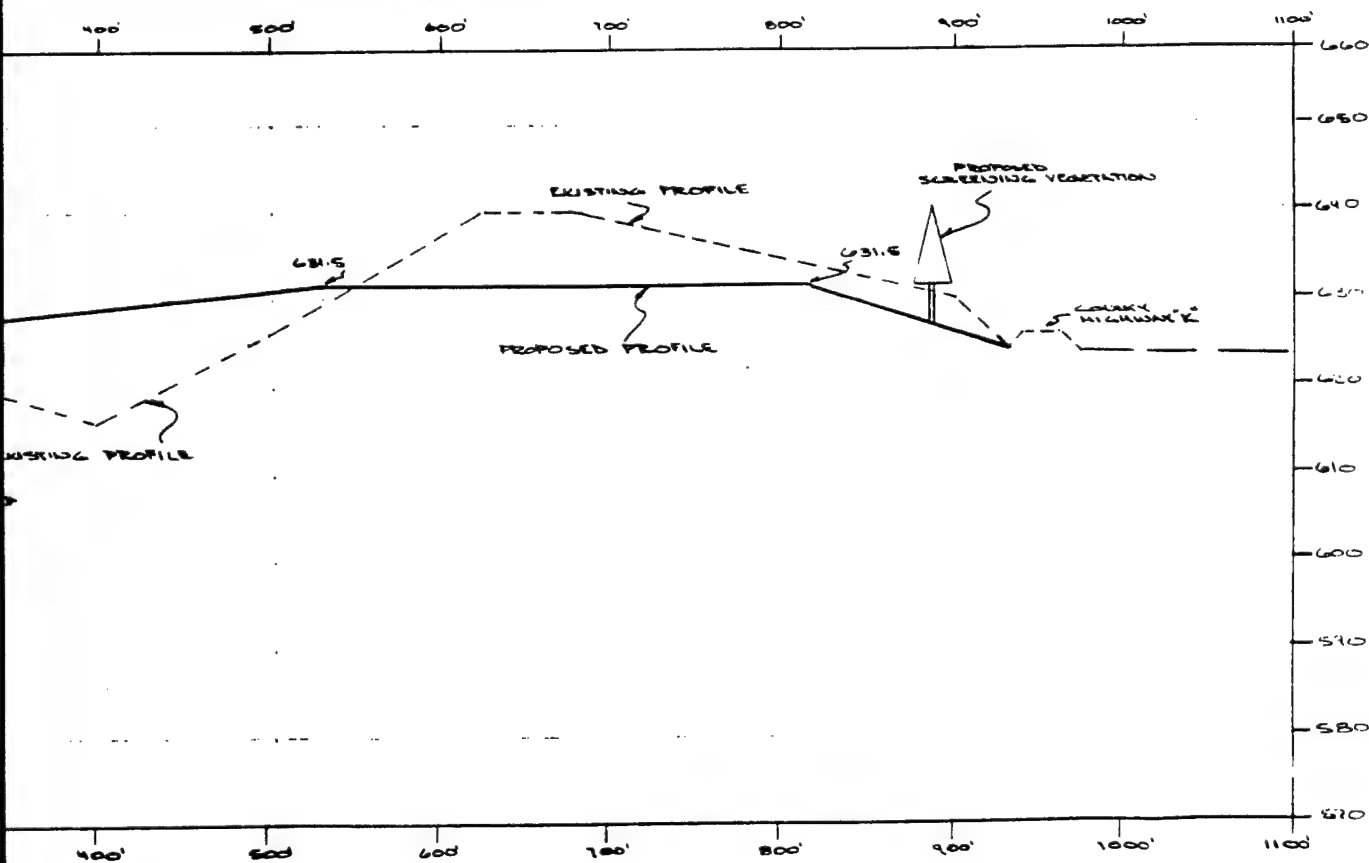 400' 500' 600' 700' 800' 900' 1000' 1100'
660
650
PROPOSED
SCREENING VEGETATION
EXISTING PROFILE
640
631.5
631.5
630
COUNTY
HIGHWAY "K"
PROPOSED PROFILE
620
EXISTING PROFILE
610
600
590
580
570
400' 500' 600' 700' 800' 900' 1000' 1100'